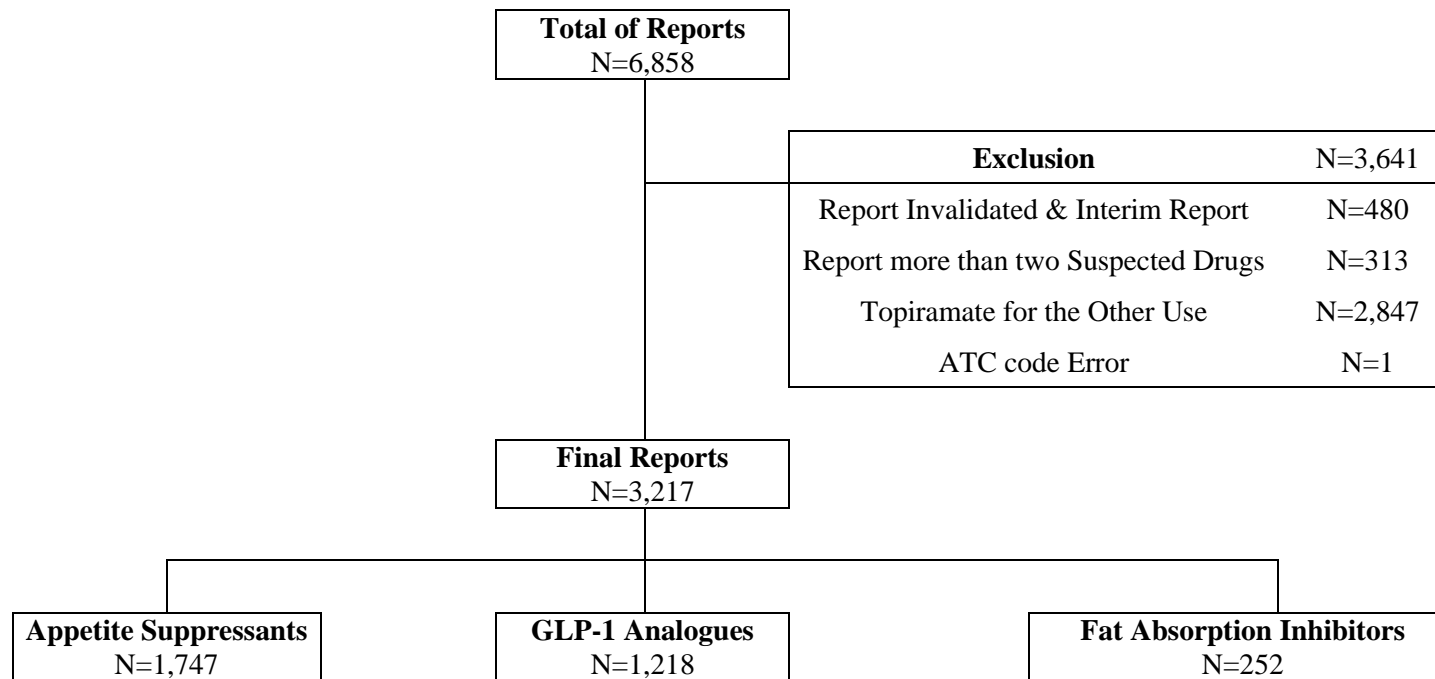 Total of Reports
N=6,858
Exclusion N=3,641
Report Invalidated & Interim Report N=480
Report more than two Suspected Drugs N=313
Topiramate for the Other Use N=2,847
ATC code Error N=1
Final Reports
N=3,217
Appetite Suppressants
N=1,747
GLP-1 Analogues
N=1,218
Fat Absorption Inhibitors
N=252